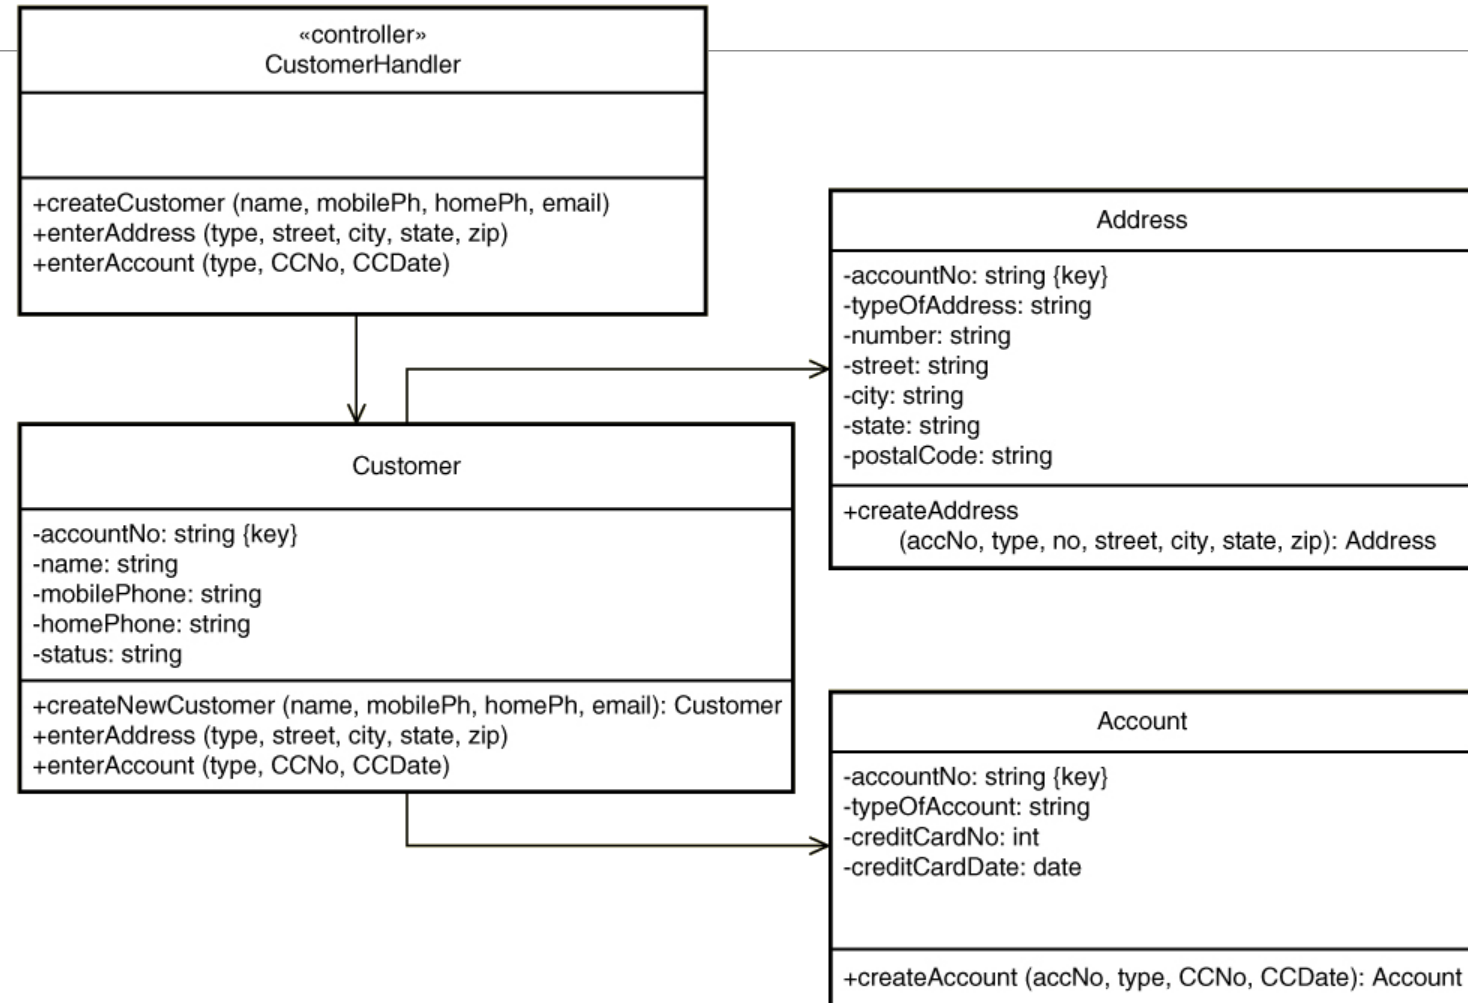 «controller»
CustomerHandler
+createCustomer (name, mobilePh, homePh, email)
+enterAddress (type, street, city, state, zip)
+enterAccount (type, CCNo, CCDate)
Address
-accountNo: string {key}
-typeOfAddress: string
-number: string
-street: string
-city: string
-state: string
-postalCode: string
+createAddress
(accNo, type, no, street, city, state, zip): Address
Customer
-accountNo: string {key}
-name: string
-mobilePhone: string
-homePhone: string
-status: string
+createNewCustomer (name, mobilePh, homePh, email): Customer
+enterAddress (type, street, city, state, zip)
+enterAccount (type, CCNo, CCDate)
Account
-accountNo: string {key}
-typeOfAccount: string
-creditCardNo: int
-creditCardDate: date
+createAccount (accNo, type, CCNo, CCDate): Account